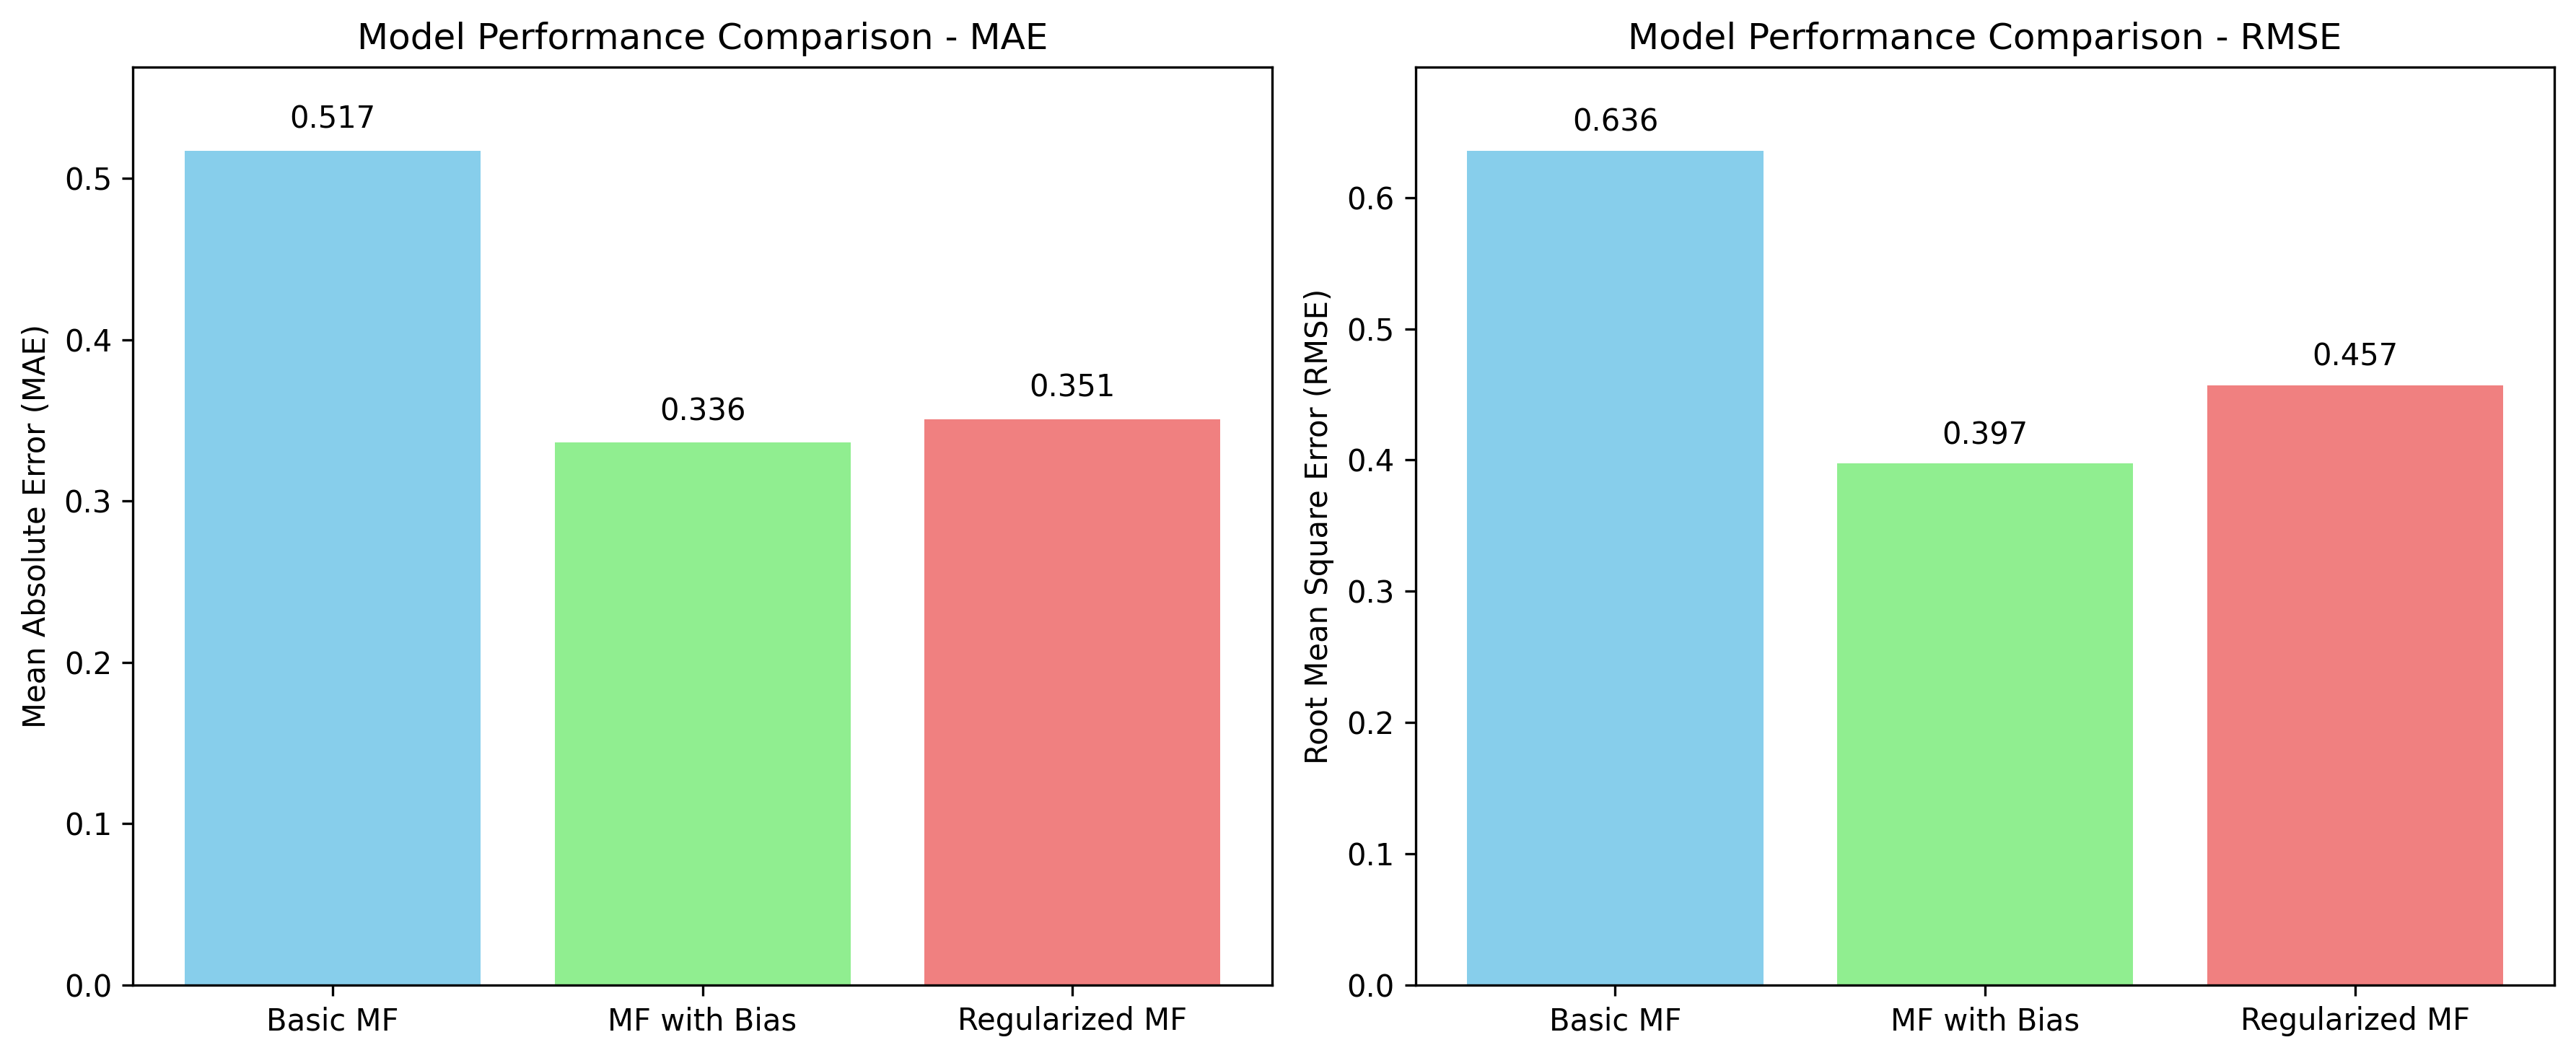 Model Performance Comparison - MAE
Mean Absolute Error (MAE)
0.5
0.4
0.3
0.2
0.1
0.0
0.517
0.336
0.351
Basic MF
MF with Bias
Regularized MF
Model Performance Comparison - RMSE
Root Mean Square Error (RMSE)
0.6
0.5
0.4
0.3
0.2
0.1
0.0
0.636
0.397
0.457
Basic MF
MF with Bias
Regularized MF